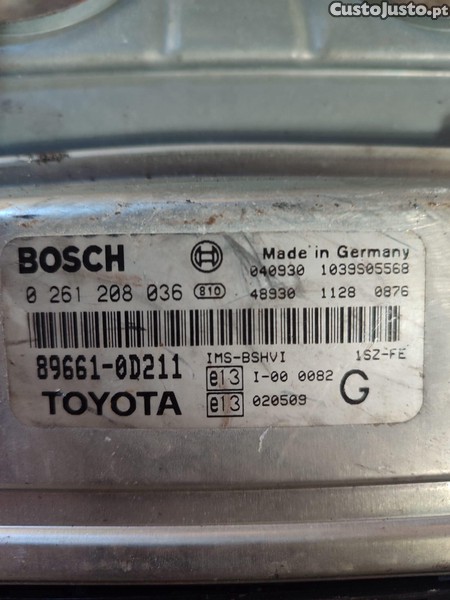 CustoJusto.pt
BOSCH
Made in Germany
040930 1039S05568
0 261 208 036 810 48930 1128 0876
89661-0D211
IMS-BSHVI 1SZ-FE
e13 I-00 0082
TOYOTA
e13 020509
G